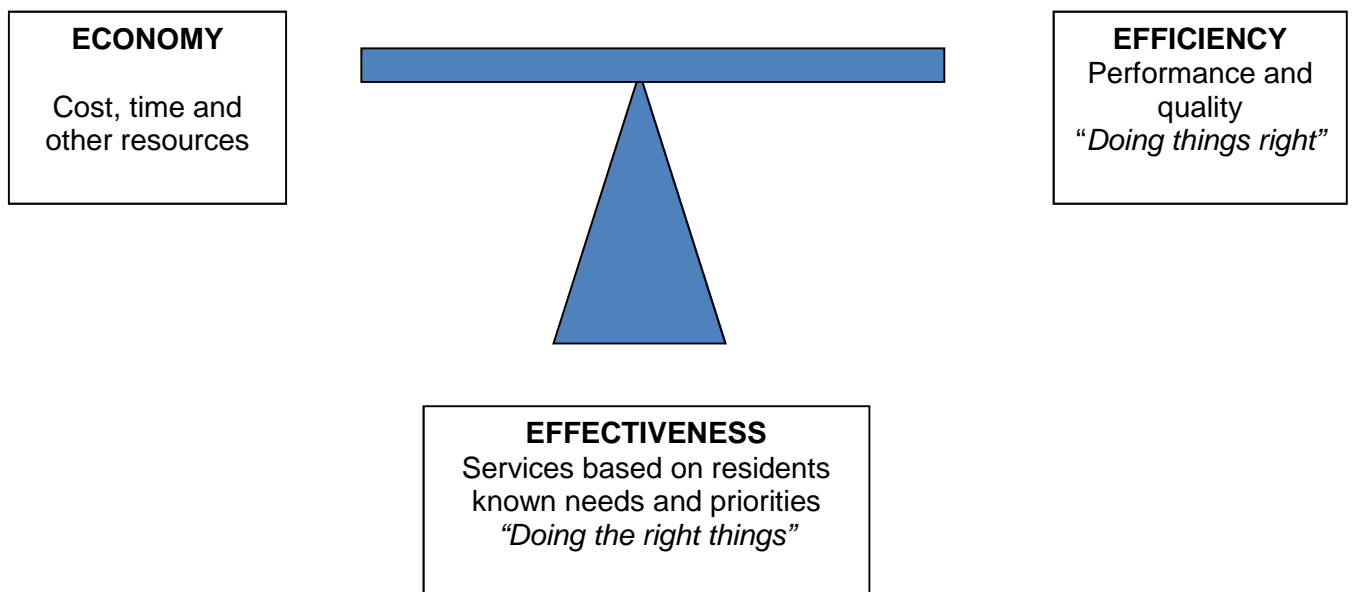 ECONOMY
Cost, time and
other resources
EFFICIENCY
Performance and
quality
“Doing things right”
EFFECTIVENESS
Services based on residents
known needs and priorities
“Doing the right things”